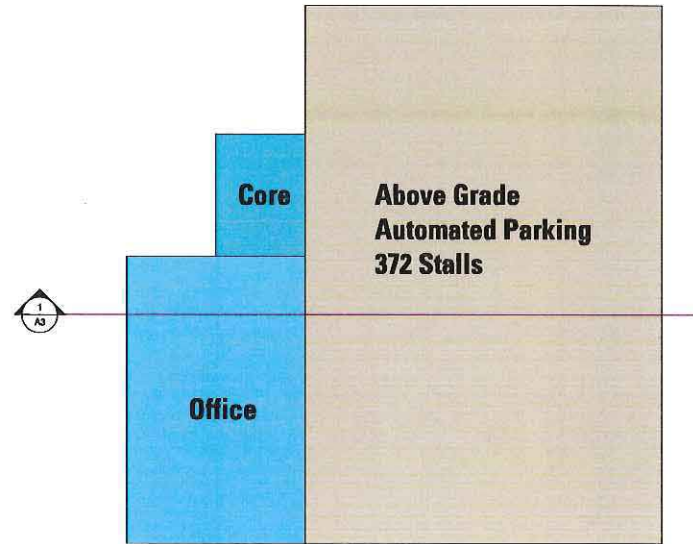 Core
Above Grade
Automated Parking
372 Stalls
1
A3
Office